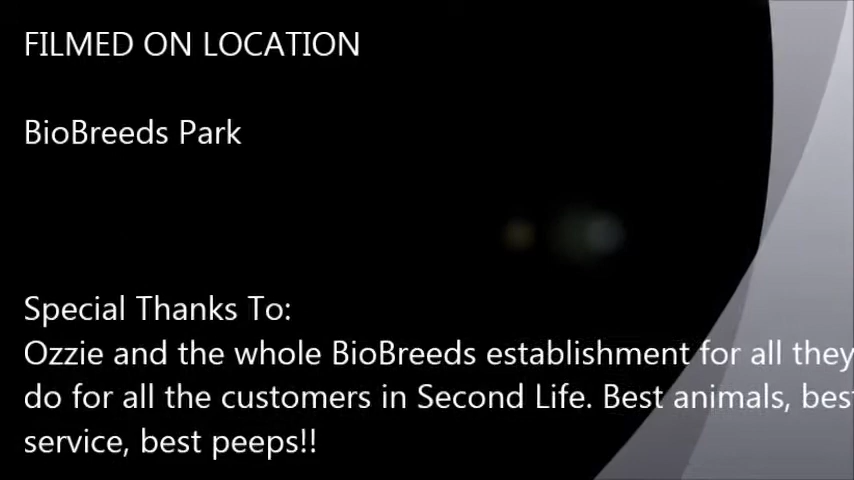 FILMED ON LOCATION
BioBreeds Park
Special Thanks To:
Ozzie and the whole BioBreeds establishment for all they
do for all the customers in Second Life. Best animals, best
service, best peeps!!